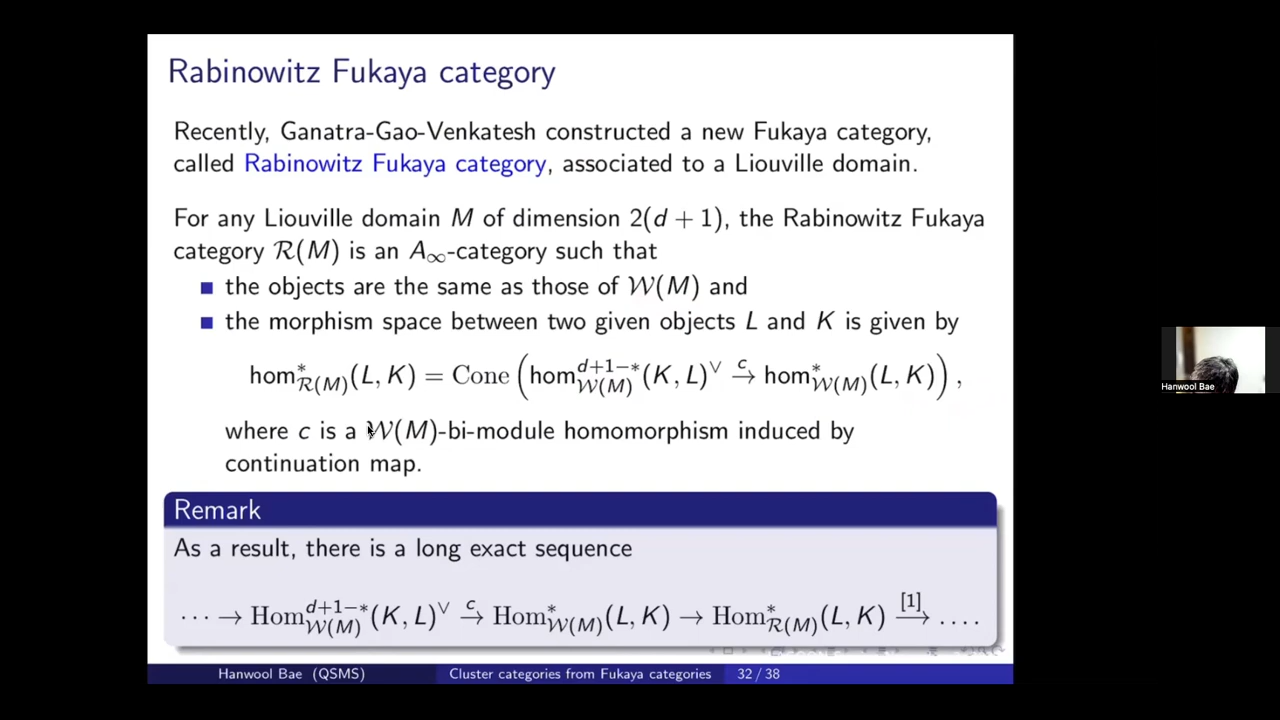 Rabinowitz Fukaya category
Recently, Ganatra-Gao-Venkatesh constructed a new Fukaya category,
called Rabinowitz Fukaya category, associated to a Liouville domain.
For any Liouville domain M of dimension 2(d + 1), the Rabinowitz Fukaya
category R(M) is an A∞-category such that
the objects are the same as those of W(M) and
the morphism space between two given objects L and K is given by
hom*_{R(M)}(L, K) = Cone (hom^{d+1−*}_{W(M)}(K, L)^∨ →^c hom*_{W(M)}(L, K)),
where c is a W(M)-bi-module homomorphism induced by
continuation map.
Remark
As a result, there is a long exact sequence
··· → Hom^{d+1−*}_{W(M)}(K, L)^∨ →^c Hom*_{W(M)}(L, K) → Hom*_{R(M)}(L, K) →^{[1]} ....
Hanwool Bae (QSMS) Cluster categories from Fukaya categories 32 / 38
Hanwool Bae